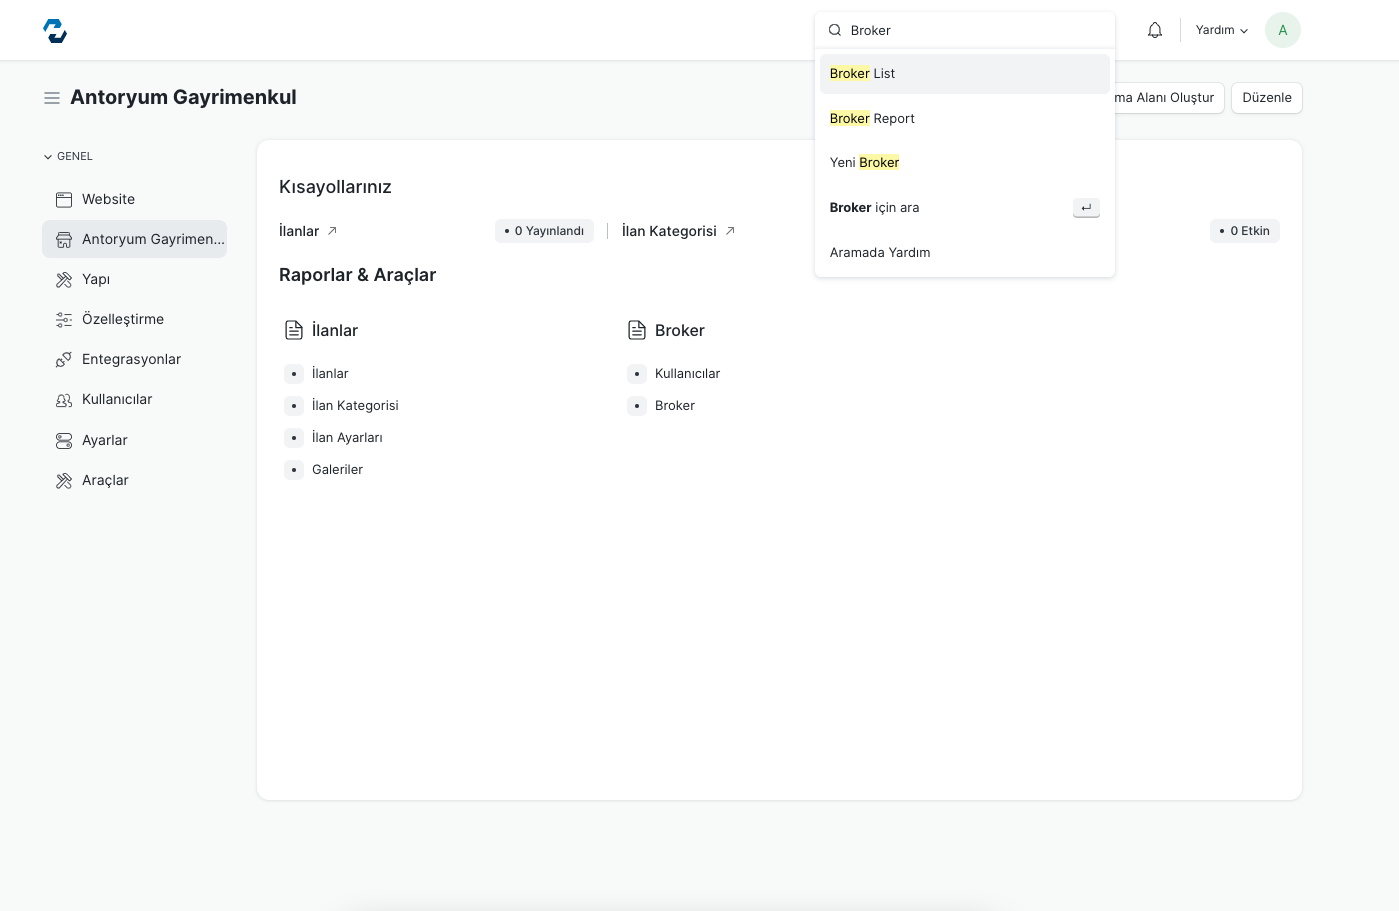 Broker
Yardım
A
Antoryum Gayrimenkul
Broker List
Broker Report
Yeni Broker
Broker için ara
Aramada Yardım
ma Alanı Oluştur
Düzenle
GENEL
Website
Antoryum Gayrimen...
Yapı
Özelleştirme
Entegrasyonlar
Kullanıcılar
Ayarlar
Araçlar
Kısayollarınız
İlanlar
0 Yayınlandı
İlan Kategorisi
0 Etkin
Raporlar & Araçlar
İlanlar
İlanlar
İlan Kategorisi
İlan Ayarları
Galeriler
Broker
Kullanıcılar
Broker